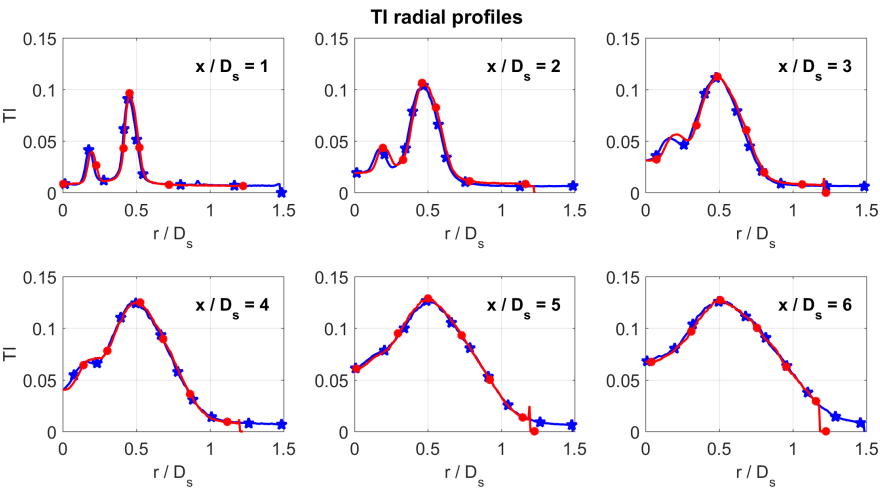 TI radial profiles
x / Ds = 1
x / Ds = 2
x / Ds = 3
TI
0.15
0.1
0.05
0
0 0.5 1 1.5
r / Ds
0.15
0.1
0.05
0
0 0.5 1 1.5
r / Ds
0.15
0.1
0.05
0
0 0.5 1 1.5
r / Ds
x / Ds = 4
x / Ds = 5
x / Ds = 6
TI
0.15
0.1
0.05
0
0 0.5 1 1.5
r / Ds
0.15
0.1
0.05
0
0 0.5 1 1.5
r / Ds
0.15
0.1
0.05
0
0 0.5 1 1.5
r / Ds